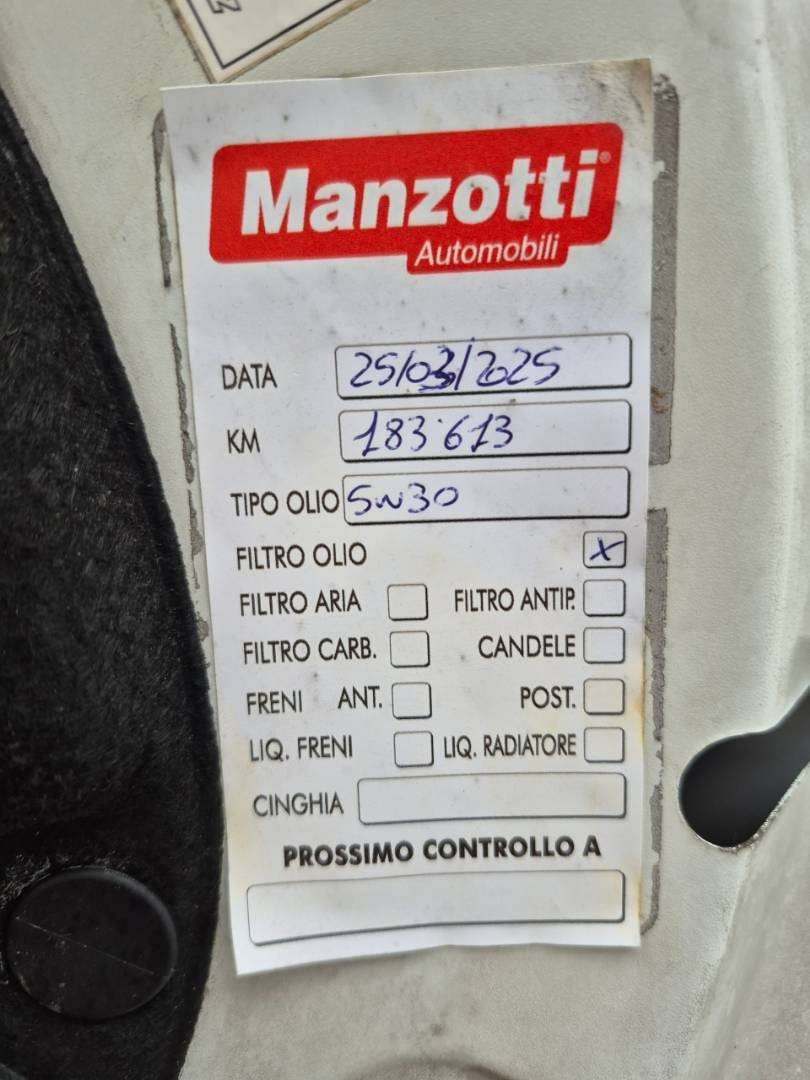 Manzotti®
Automobili
DATA 25/03/2025
KM 183.613
TIPO OLIO 5W30
FILTRO OLIO X
FILTRO ARIA FILTRO ANTIP.
FILTRO CARB. CANDELE
FRENI ANT. POST.
LIQ. FRENI LIQ. RADIATORE
CINGHIA
PROSSIMO CONTROLLO A